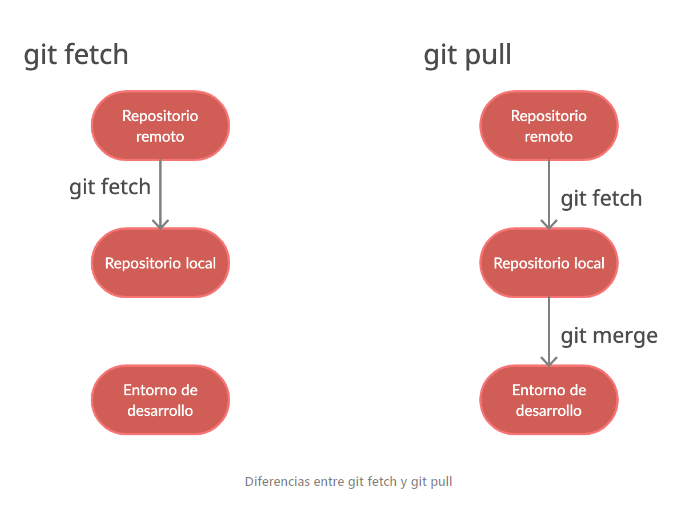 git fetch
Repositorio
remoto
git fetch
Repositorio local
Entorno de
desarrollo
git pull
Repositorio
remoto
git fetch
Repositorio local
git merge
Entorno de
desarrollo
Diferencias entre git fetch y git pull